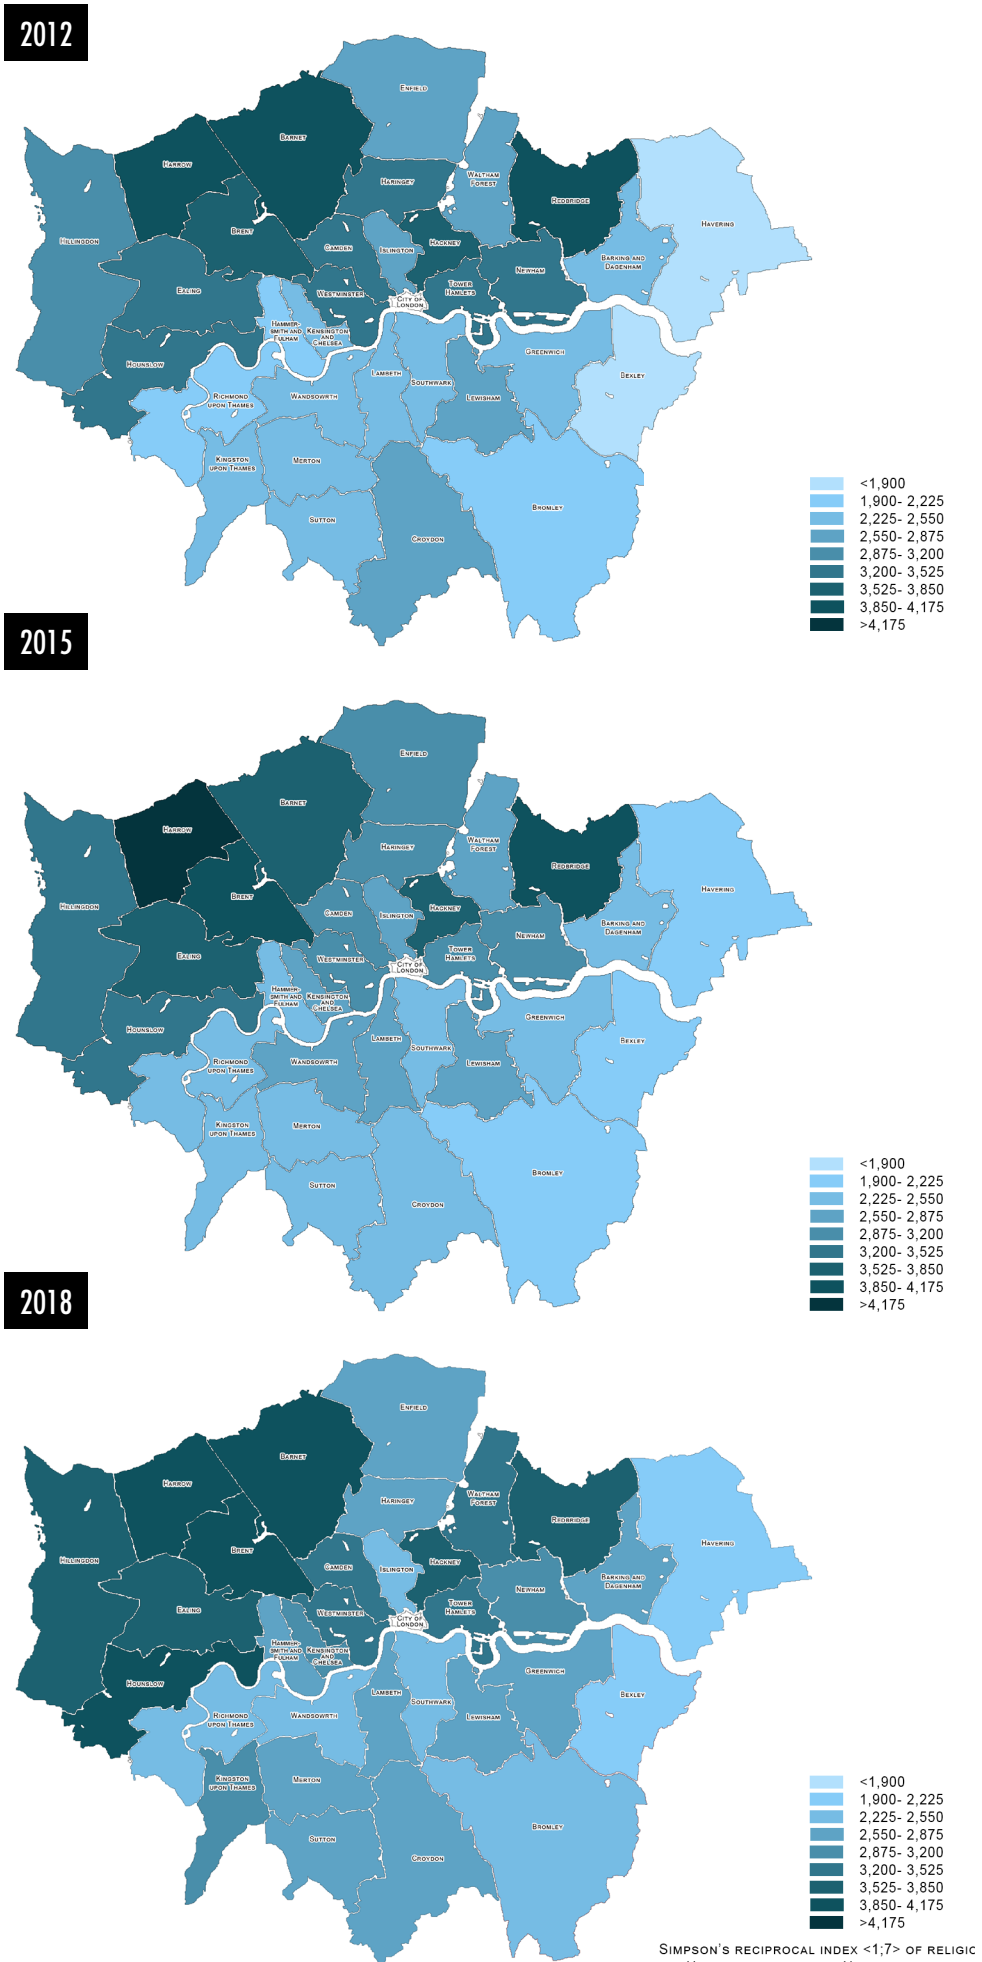 2012
ENFIELD
BARNET
HARROW
WALTHAM
FOREST
HARINGEY
REDBRIDGE
HAVERING
BRENT
HILLINGDON
HACKNEY
CAMDEN
ISLINGTON
BARKING AND
DAGENHAM
NEWHAM
EALING
TOWER
HAMLETS
WESTMINSTER
CITY OF
LONDON
HAMMER-
SMITH AND
FULHAM
KENSINGTON
AND
CHELSEA
GREENWICH
HOUNSLOW
LAMBETH
BEXLEY
SOUTHWARK
RICHMOND
UPON THAMES
WANDSOWRTH
LEWISHAM
KINGSTON
UPON THAMES
MERTON
BROMLEY
SUTTON
CROYDON
<1,900
1,900- 2,225
2,225- 2,550
2,550- 2,875
2,875- 3,200
3,200- 3,525
3,525- 3,850
3,850- 4,175
>4,175
2015
ENFIELD
BARNET
HARROW
WALTHAM
FOREST
HARINGEY
REDBRIDGE
HAVERING
BRENT
HILLINGDON
HACKNEY
CAMDEN
ISLINGTON
BARKING AND
DAGENHAM
NEWHAM
EALING
TOWER
HAMLETS
WESTMINSTER
CITY OF
LONDON
HAMMER-
SMITH AND
FULHAM
KENSINGTON
AND
CHELSEA
GREENWICH
HOUNSLOW
LAMBETH
BEXLEY
SOUTHWARK
RICHMOND
UPON THAMES
WANDSOWRTH
LEWISHAM
KINGSTON
UPON THAMES
MERTON
BROMLEY
SUTTON
CROYDON
<1,900
1,900- 2,225
2,225- 2,550
2,550- 2,875
2,875- 3,200
3,200- 3,525
3,525- 3,850
3,850- 4,175
>4,175
2018
ENFIELD
BARNET
HARROW
WALTHAM
FOREST
HARINGEY
REDBRIDGE
HAVERING
BRENT
HILLINGDON
HACKNEY
CAMDEN
ISLINGTON
BARKING AND
DAGENHAM
NEWHAM
EALING
TOWER
HAMLETS
WESTMINSTER
CITY OF
LONDON
HAMMER-
SMITH AND
FULHAM
KENSINGTON
AND
CHELSEA
GREENWICH
HOUNSLOW
LAMBETH
BEXLEY
SOUTHWARK
RICHMOND
UPON THAMES
WANDSOWRTH
LEWISHAM
KINGSTON
UPON THAMES
MERTON
BROMLEY
SUTTON
CROYDON
<1,900
1,900- 2,225
2,225- 2,550
2,550- 2,875
2,875- 3,200
3,200- 3,525
3,525- 3,850
3,850- 4,175
>4,175
SIMPSON'S RECIPROCAL INDEX <1;7> OF RELIGIC